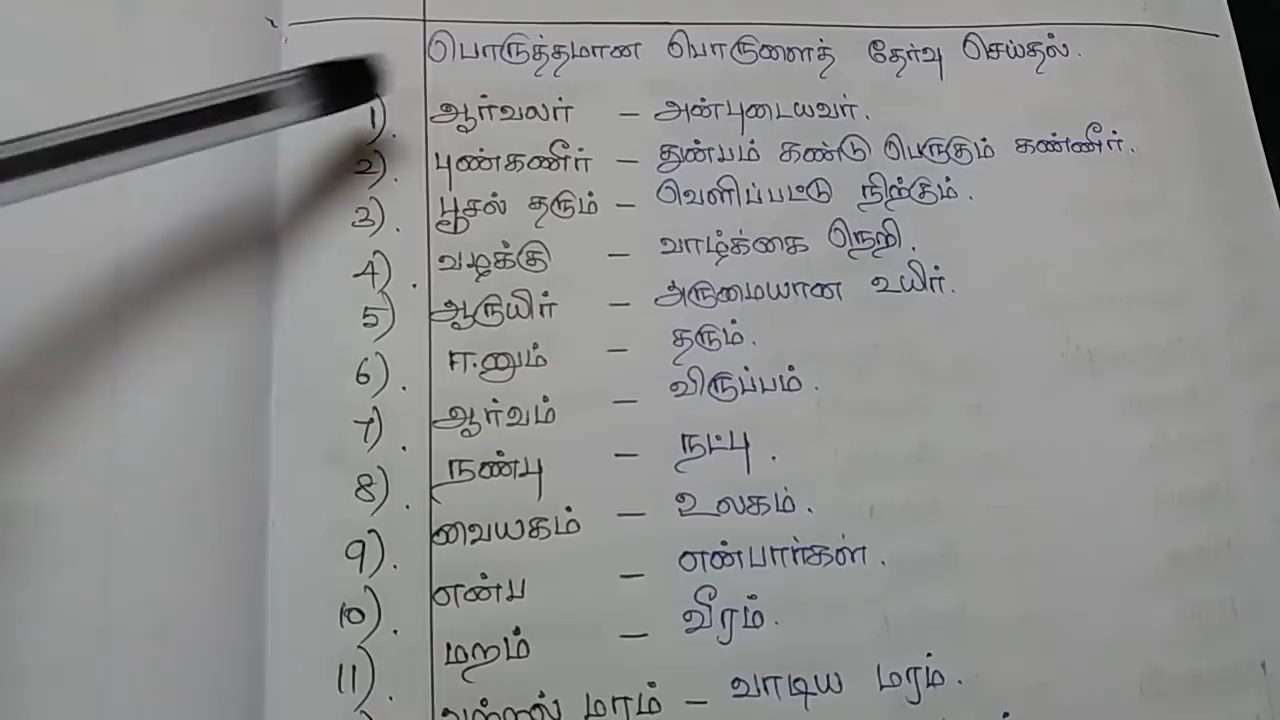 பொருத்தமான பொருளைத் தேர்வு செய்தல்.
1). ஆர்வலர் – அன்புடையவர்.
2). புண்கணீர் – துன்பம் கண்டு பெருகும் கண்ணீர்.
3). பூசல் தரும் – வெளிப்பட்டு நிற்கும்.
4). வழக்கு – வாழ்க்கை நெறி.
5) ஆருயிர் – அருமையான உயிர்.
6). ஈனும் – தரும்.
7). ஆர்வம் – விருப்பம்.
8). நண்பு – நட்பு.
9). வையகம் – உலகம்.
10). என்ப – என்பார்கள்.
11). மறம் – வீரம்.
வற்றல் மரம் – வாடிய மரம்.